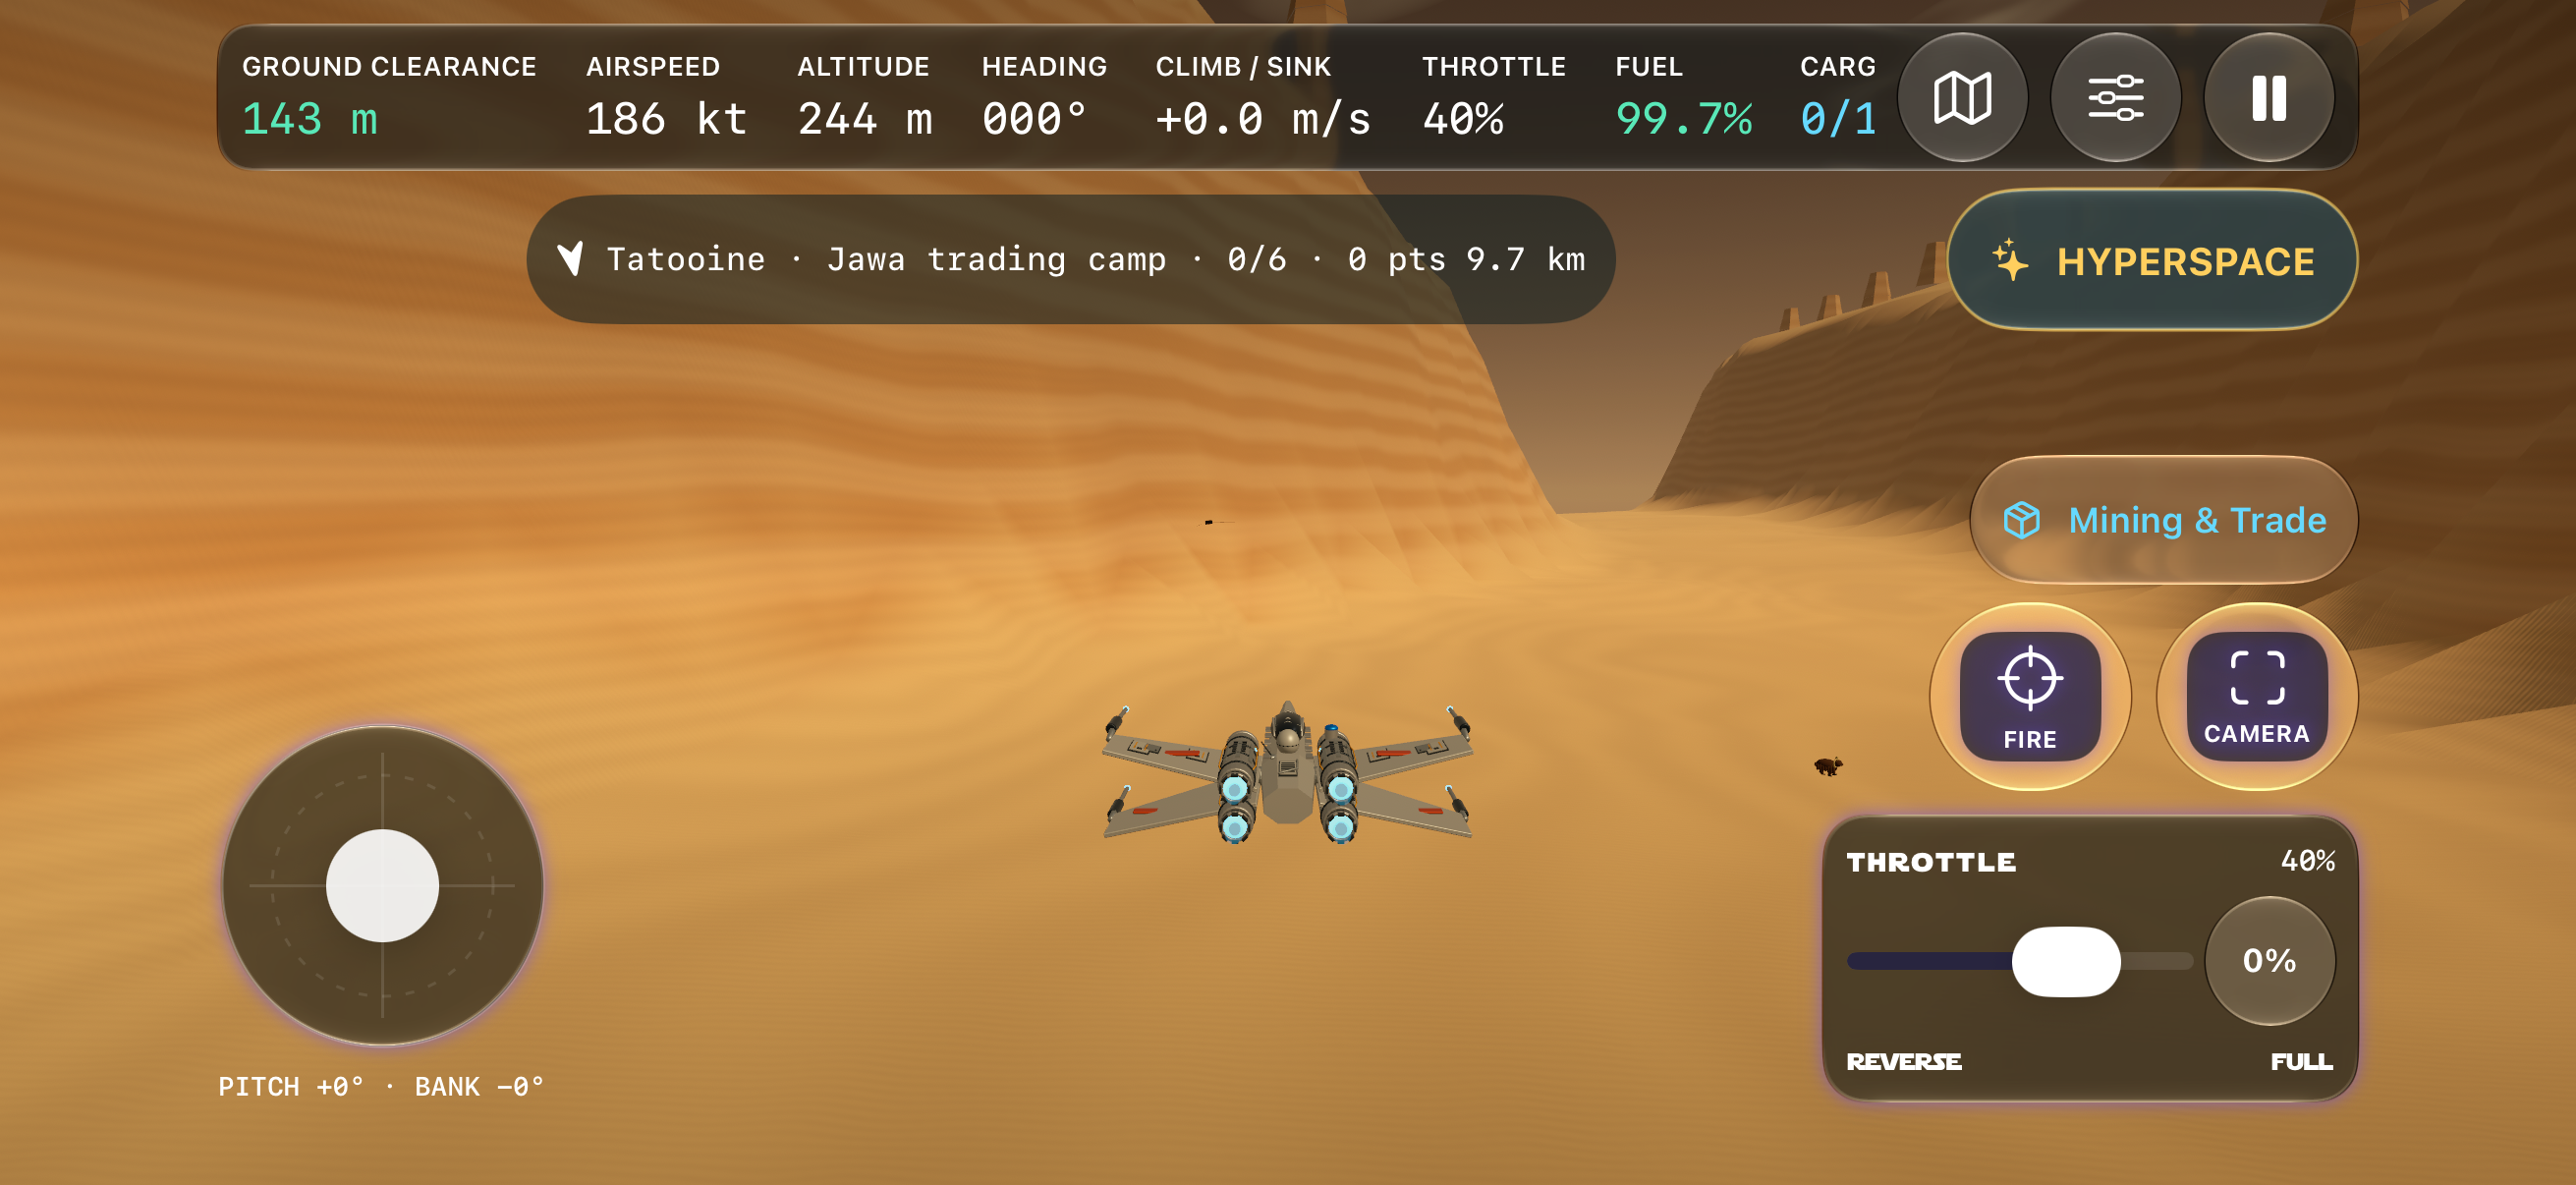 GROUND CLEARANCE AIRSPEED ALTITUDE HEADING CLIMB / SINK THROTTLE FUEL CARG
143 m 186 kt 244 m 000° +0.0 m/s 40% 99.7% 0/1
Tatooine · Jawa trading camp · 0/6 · 0 pts 9.7 km
HYPERSPACE
Mining & Trade
FIRE
CAMERA
THROTTLE 40%
0%
REVERSE FULL
PITCH +0° · BANK −0°